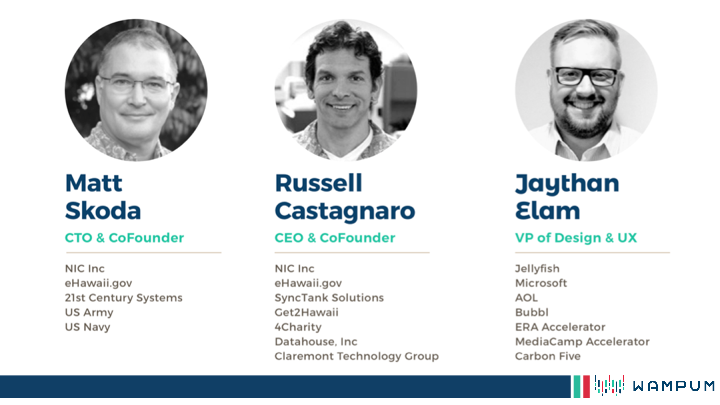 Matt
Skoda
CTO & CoFounder
NIC Inc
eHawaii.gov
21st Century Systems
US Army
US Navy
Russell
Castagnaro
CEO & CoFounder
NIC Inc
eHawaii.gov
SyncTank Solutions
Get2Hawaii
4Charity
Datahouse, Inc
Claremont Technology Group
Jaythan
Elam
VP of Design & UX
Jellyfish
Microsoft
AOL
Bubbl
ERA Accelerator
MediaCamp Accelerator
Carbon Five
WAMPUM